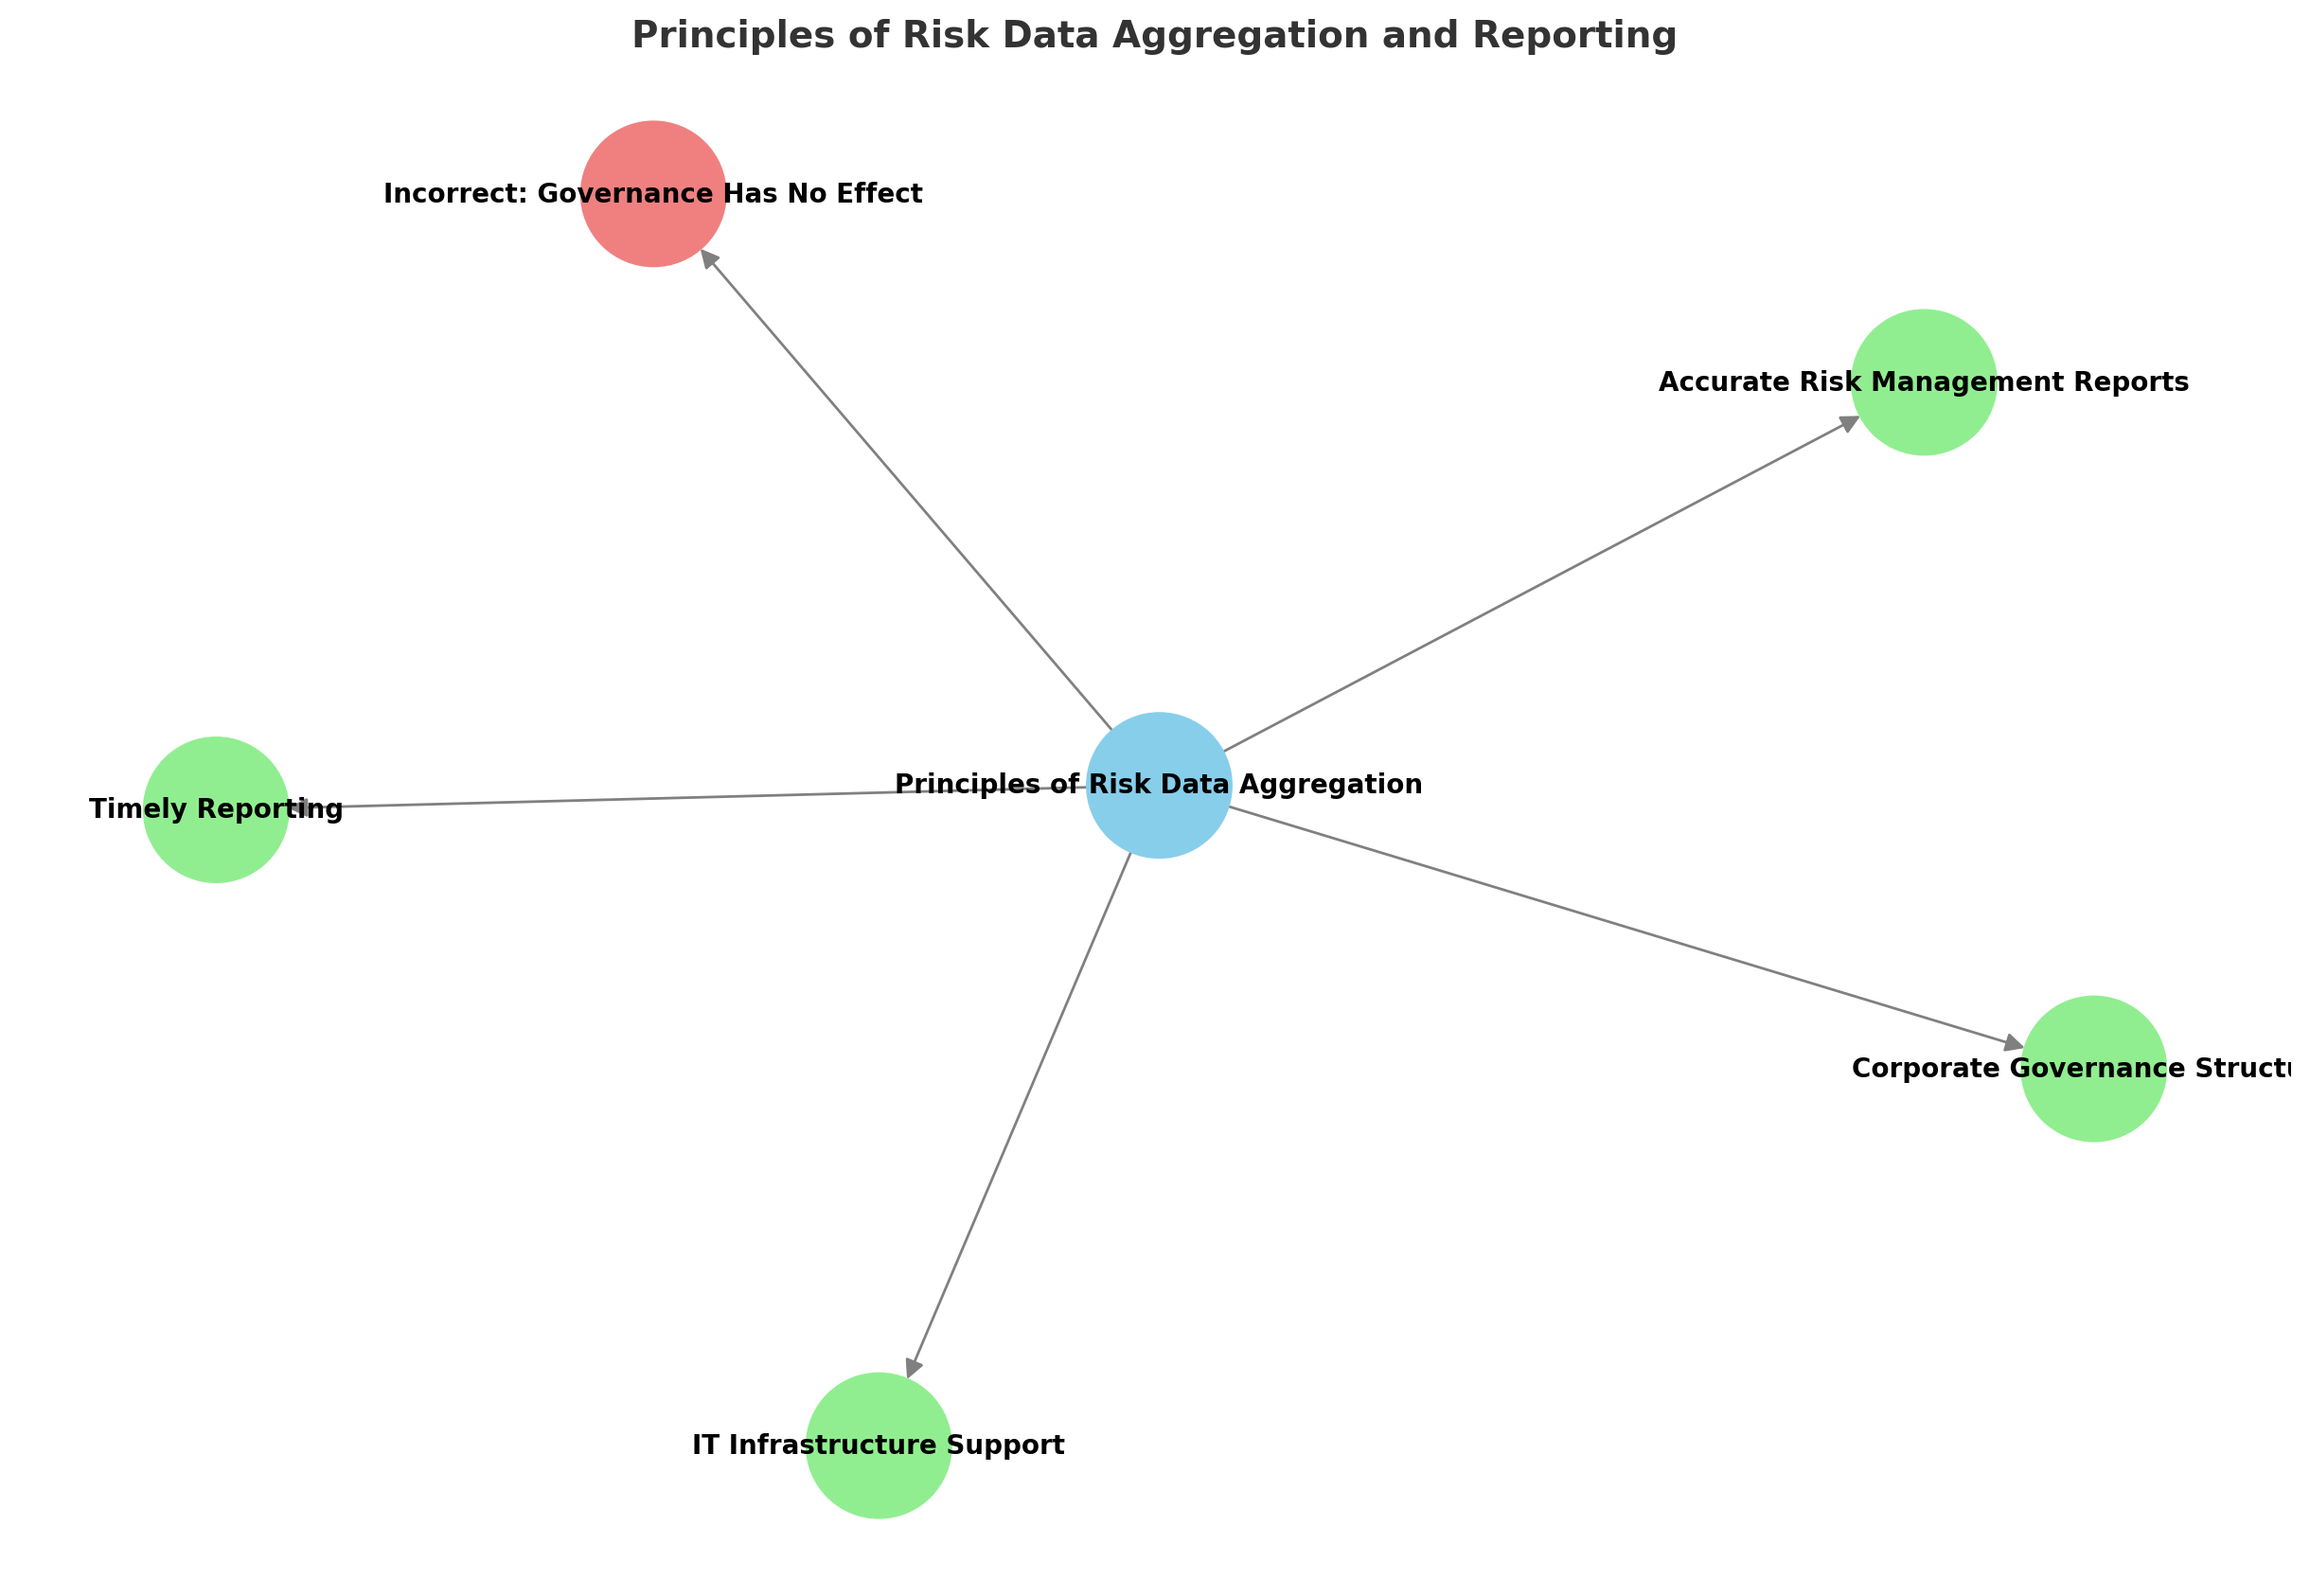 Principles of Risk Data Aggregation and Reporting
Incorrect: Governance Has No Effect
Accurate Risk Management Reports
Principles of Risk Data Aggregation
Timely Reporting
Corporate Governance
IT Infrastructure Support